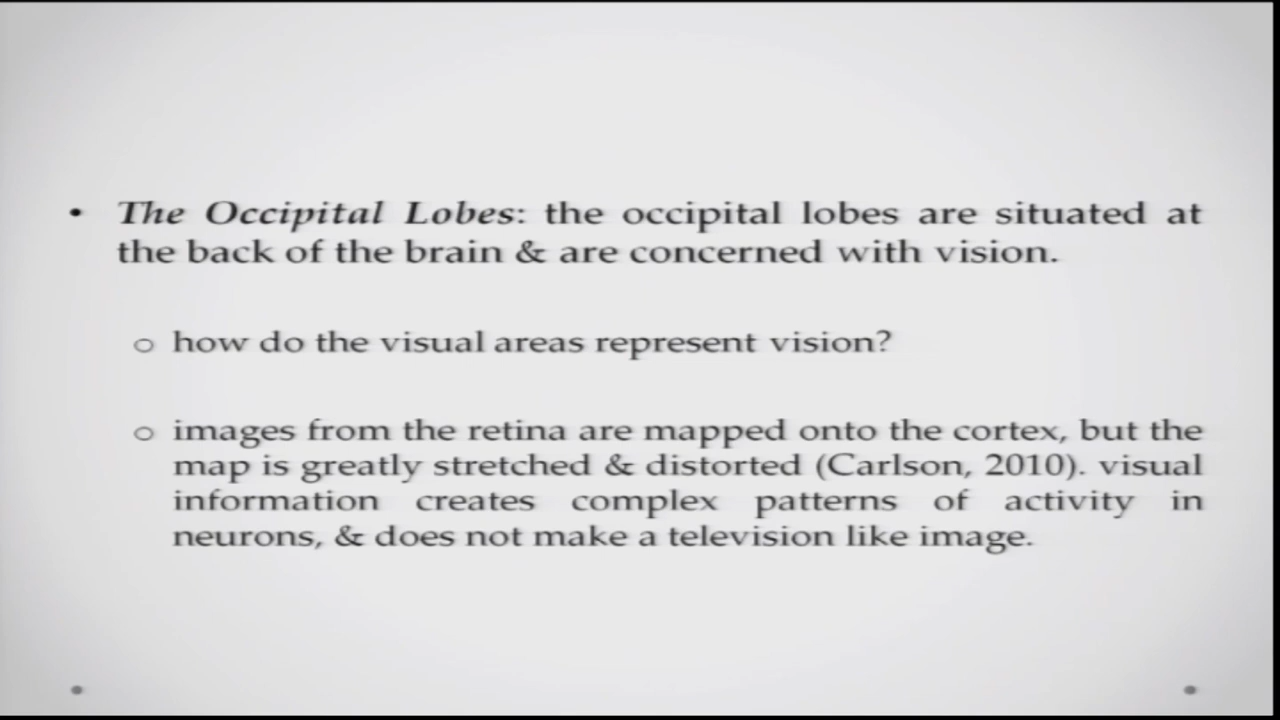 • The Occipital Lobes: the occipital lobes are situated at
the back of the brain & are concerned with vision.
o how do the visual areas represent vision?
o images from the retina are mapped onto the cortex, but the
map is greatly stretched & distorted (Carlson, 2010). visual
information creates complex patterns of activity in
neurons, & does not make a television like image.